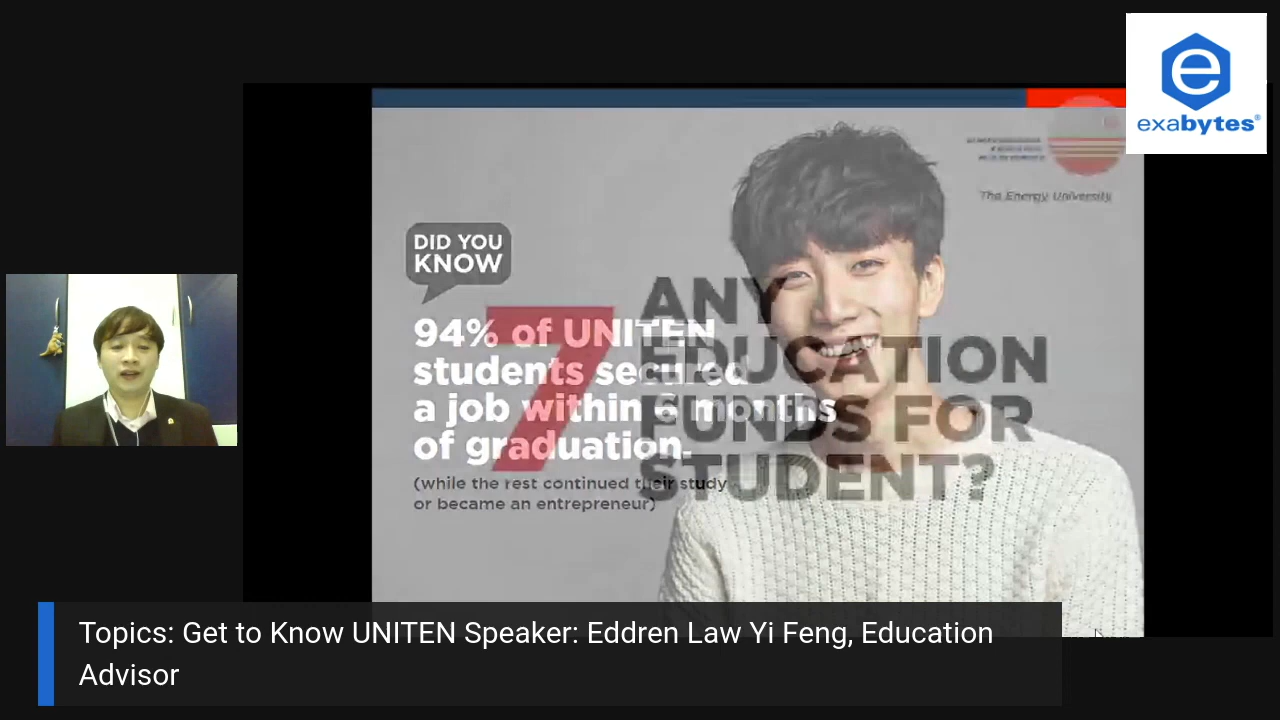 exabytes®
The Energy University
DID YOU
KNOW
94% of UNITEN
students secured
a job within 6 months
of graduation.
(while the rest continued their study
or became an entrepreneur)
7
ANY
EDUCATION
FUNDS FOR
STUDENT?
Topics: Get to Know UNITEN Speaker: Eddren Law Yi Feng, Education
Advisor